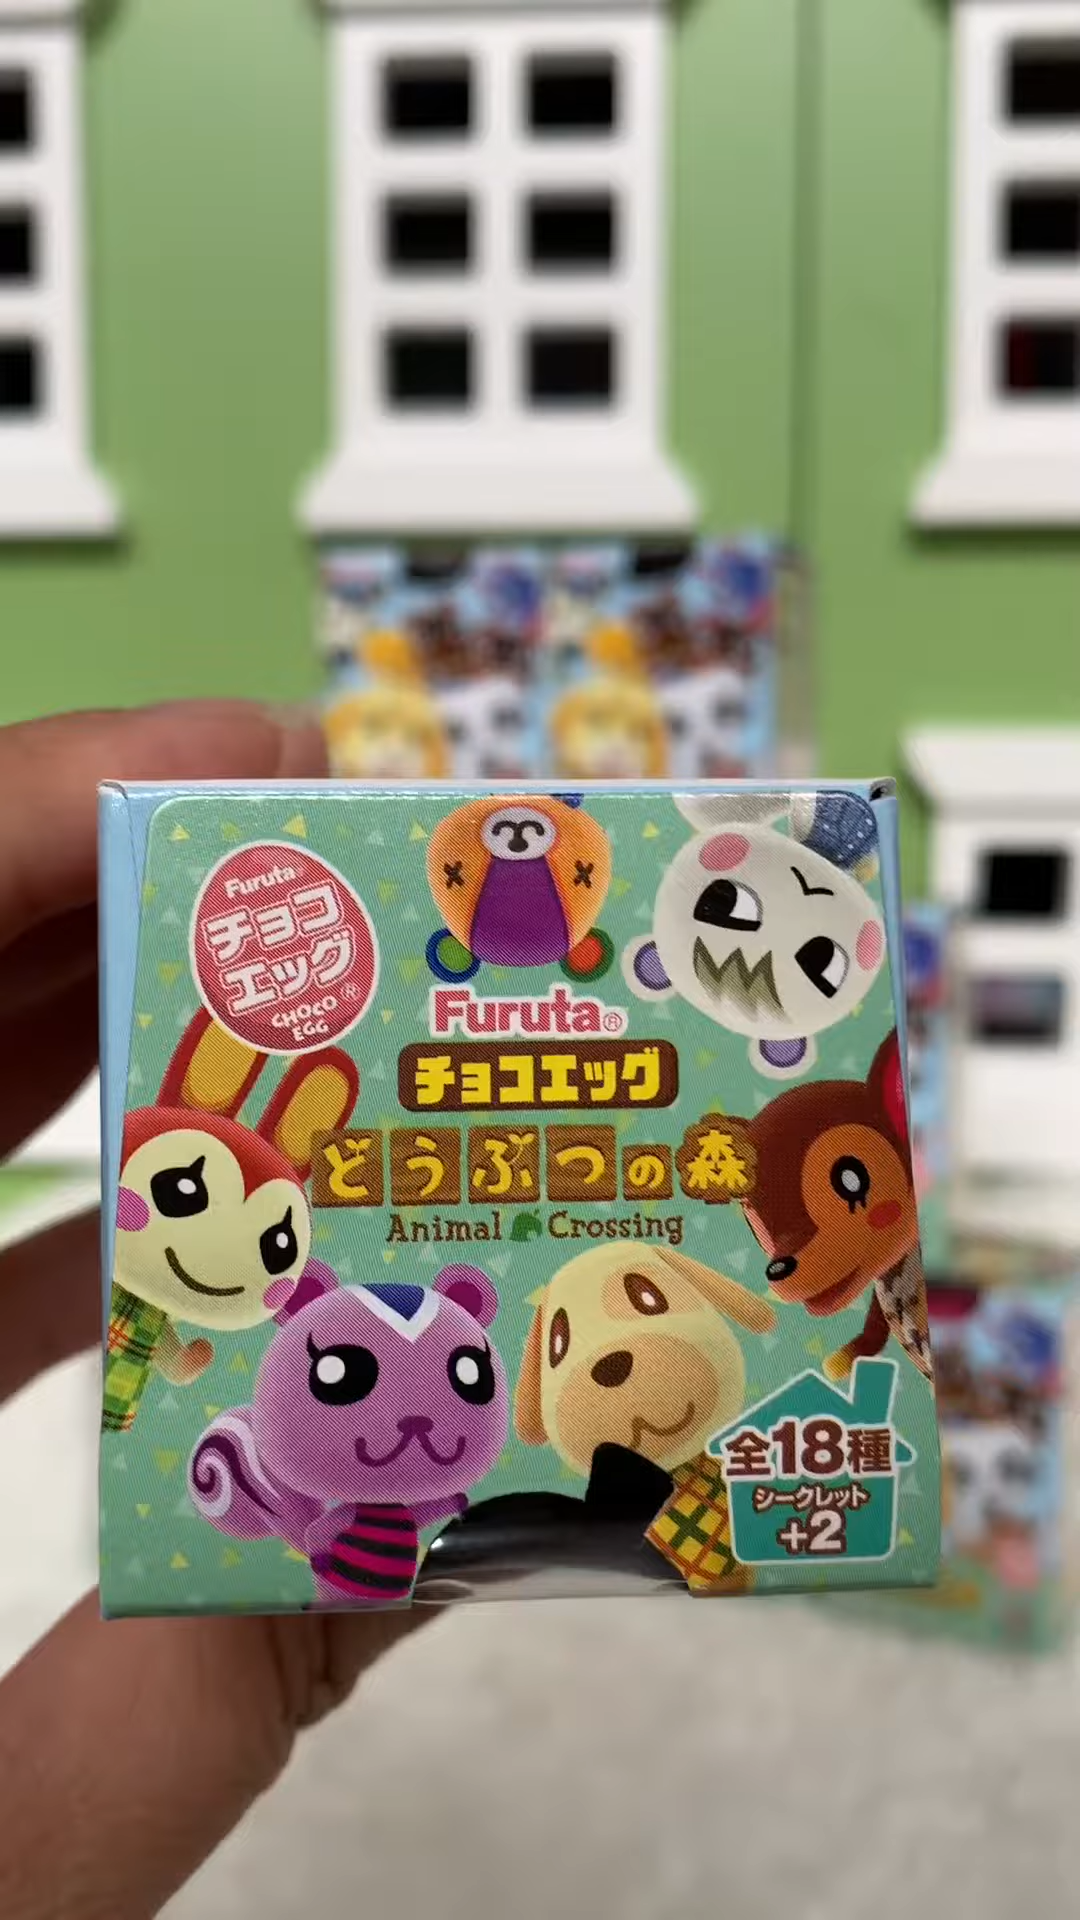 Furuta
チョコ
エッグ®
CHOCO
EGG
Furuta®
チョコエッグ
どうぶつの森
Animal Crossing
全18種
シークレット
+2